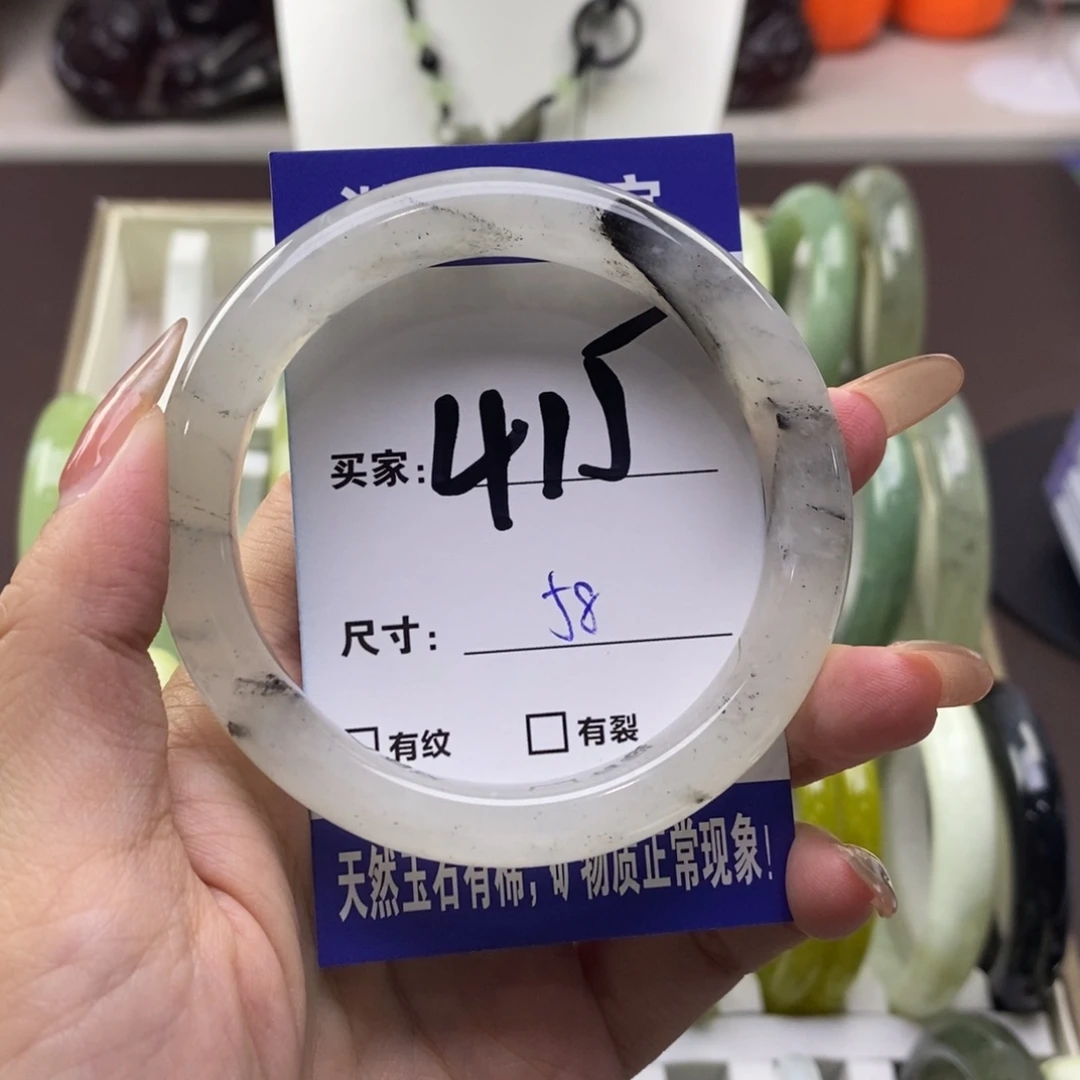 买家: 415
尺寸: 58
□有纹 □有裂
天然玉石有棉, 矿物质正常现象!